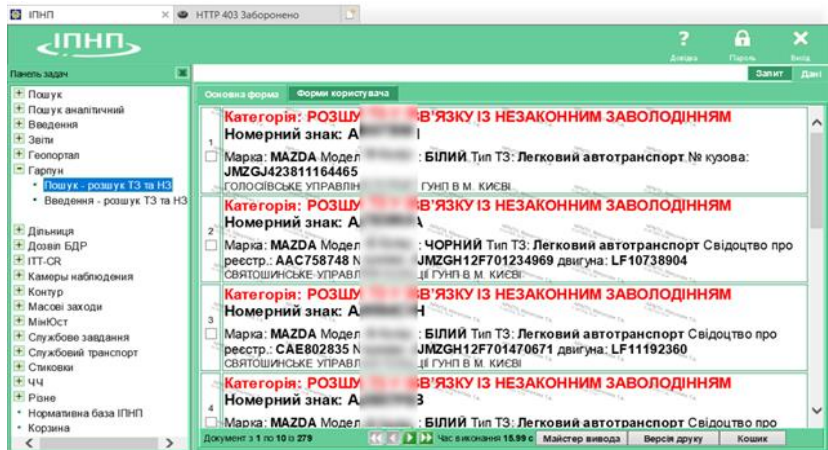 ІПНП
HTTP 403 Заборонено
ІПНП
Довідка
Пароль
Вихід
Панель задач
Запит
Дані
Пошук
Пошук аналітичний
Введення
Звіти
Геопортал
Гарпун
Пошук - розшук ТЗ та НЗ
Введення - розшук ТЗ та НЗ
Дільниця
Дозвіл БДР
ITT-CR
Камеры наблюдения
Контур
Масові заходи
МінЮст
Службове завдання
Службовий транспорт
Стиковки
ЧЧ
Різне
Нормативна база ІПНП
Корзина
Основна форма
Форми користувача
Категорія: РОЗШУ В'ЯЗКУ ІЗ НЕЗАКОННИМ ЗАВОЛОДІННЯМ
Номерний знак: А
1
Марка: MAZDA Модел : БІЛИЙ Тип ТЗ: Легковий автотранспорт № кузова:
JMZGJ423811164465
ГОЛОСІЇВСЬКЕ УПРАВЛІН ГУНП В М. КИЄВІ
Категорія: РОЗШУ В'ЯЗКУ ІЗ НЕЗАКОННИМ ЗАВОЛОДІННЯМ
Номерний знак: А
2
Марка: MAZDA Модел : ЧОРНИЙ Тип ТЗ: Легковий автотранспорт Свідоцтво про
реєстр.: AAC758748 N JMZGH12F701234969 двигуна: LF10738904
СВЯТОШИНСЬКЕ УПРАВЛ ЦІЇ ГУНП В М. КИЄВІ
Категорія: РОЗШУ В'ЯЗКУ ІЗ НЕЗАКОННИМ ЗАВОЛОДІННЯМ
Номерний знак: А Н
3
Марка: MAZDA Модел : БІЛИЙ Тип ТЗ: Легковий автотранспорт Свідоцтво про
реєстр.: CAE802835 N JMZGH12F701470671 двигуна: LF11192360
СВЯТОШИНСЬКЕ УПРАВЛ ІЇ ГУНП В М. КИЄВІ
Категорія: РОЗШУ В'ЯЗКУ ІЗ НЕЗАКОННИМ ЗАВОЛОДІННЯМ
Номерний знак: А
4
Марка: MAZDA Модел : БІЛИЙ Тип ТЗ: Легковий автотранспорт Свідоцтво про
Документ з 1 по 10 із 279
Час виконання 15.99 с
Майстер вивода
Версія друку
Кошик